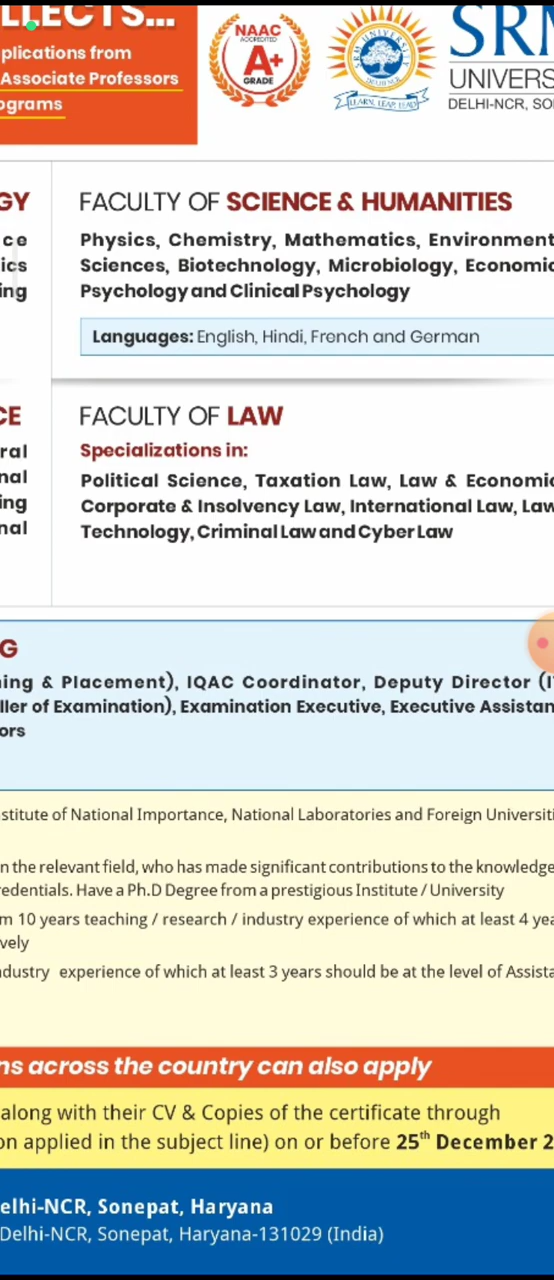 LLECTS...
plications from
Associate Professors
ograms
NAAC
ACCREDITED
A+
GRADE
SRM UNIVERSITY
LEARN, LEAP, LEAD
SRM
UNIVERS
DELHI-NCR, SO
GY
ce
ics
ing
FACULTY OF SCIENCE & HUMANITIES
Physics, Chemistry, Mathematics, Environment
Sciences, Biotechnology, Microbiology, Economic
Psychology and Clinical Psychology
Languages: English, Hindi, French and German
CE
ral
nal
ing
nal
FACULTY OF LAW
Specializations in:
Political Science, Taxation Law, Law & Economic
Corporate & Insolvency Law, International Law, Law
Technology, Criminal Law and Cyber Law
G
ning & Placement), IQAC Coordinator, Deputy Director (IT
ller of Examination), Examination Executive, Executive Assistan
ors
stitute of National Importance, National Laboratories and Foreign Universiti
n the relevant field, who has made significant contributions to the knowledge
redentials. Have a Ph.D Degree from a prestigious Institute / University
m 10 years teaching / research / industry experience of which at least 4 yea
vely
ndustry experience of which at least 3 years should be at the level of Assista
ns across the country can also apply
along with their CV & Copies of the certificate through
on applied in the subject line) on or before 25th December 2
elhi-NCR, Sonepat, Haryana
Delhi-NCR, Sonepat, Haryana-131029 (India)